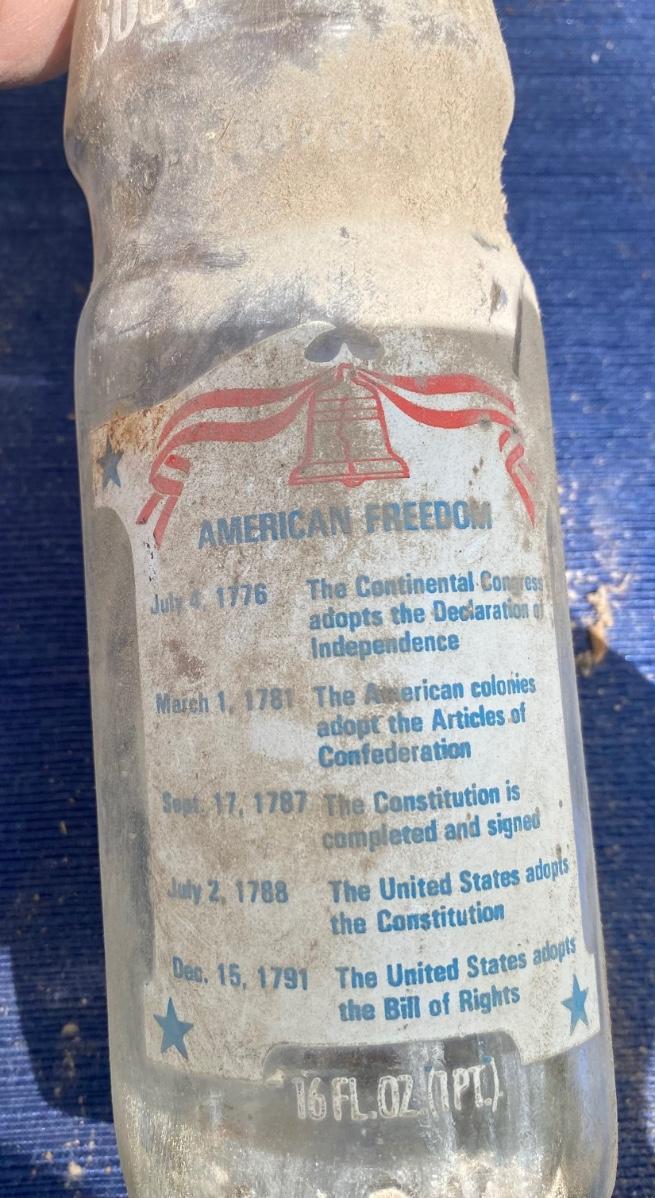 AMERICAN FREEDOM
July 4, 1776 The Continental Congress
adopts the Declaration of
Independence
March 1, 1781 The American colonies
adopt the Articles of
Confederation
Sept. 17, 1787 The Constitution is
completed and signed
July 2, 1788 The United States adopts
the Constitution
Dec. 15, 1791 The United States adopts
the Bill of Rights
16 FL. OZ. (1 PT.)